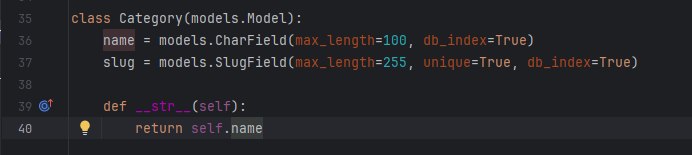 35 class Category(models.Model):
36     name = models.CharField(max_length=100, db_index=True)
37     slug = models.SlugField(max_length=255, unique=True, db_index=True)
38
39     def __str__(self):
40         return self.name